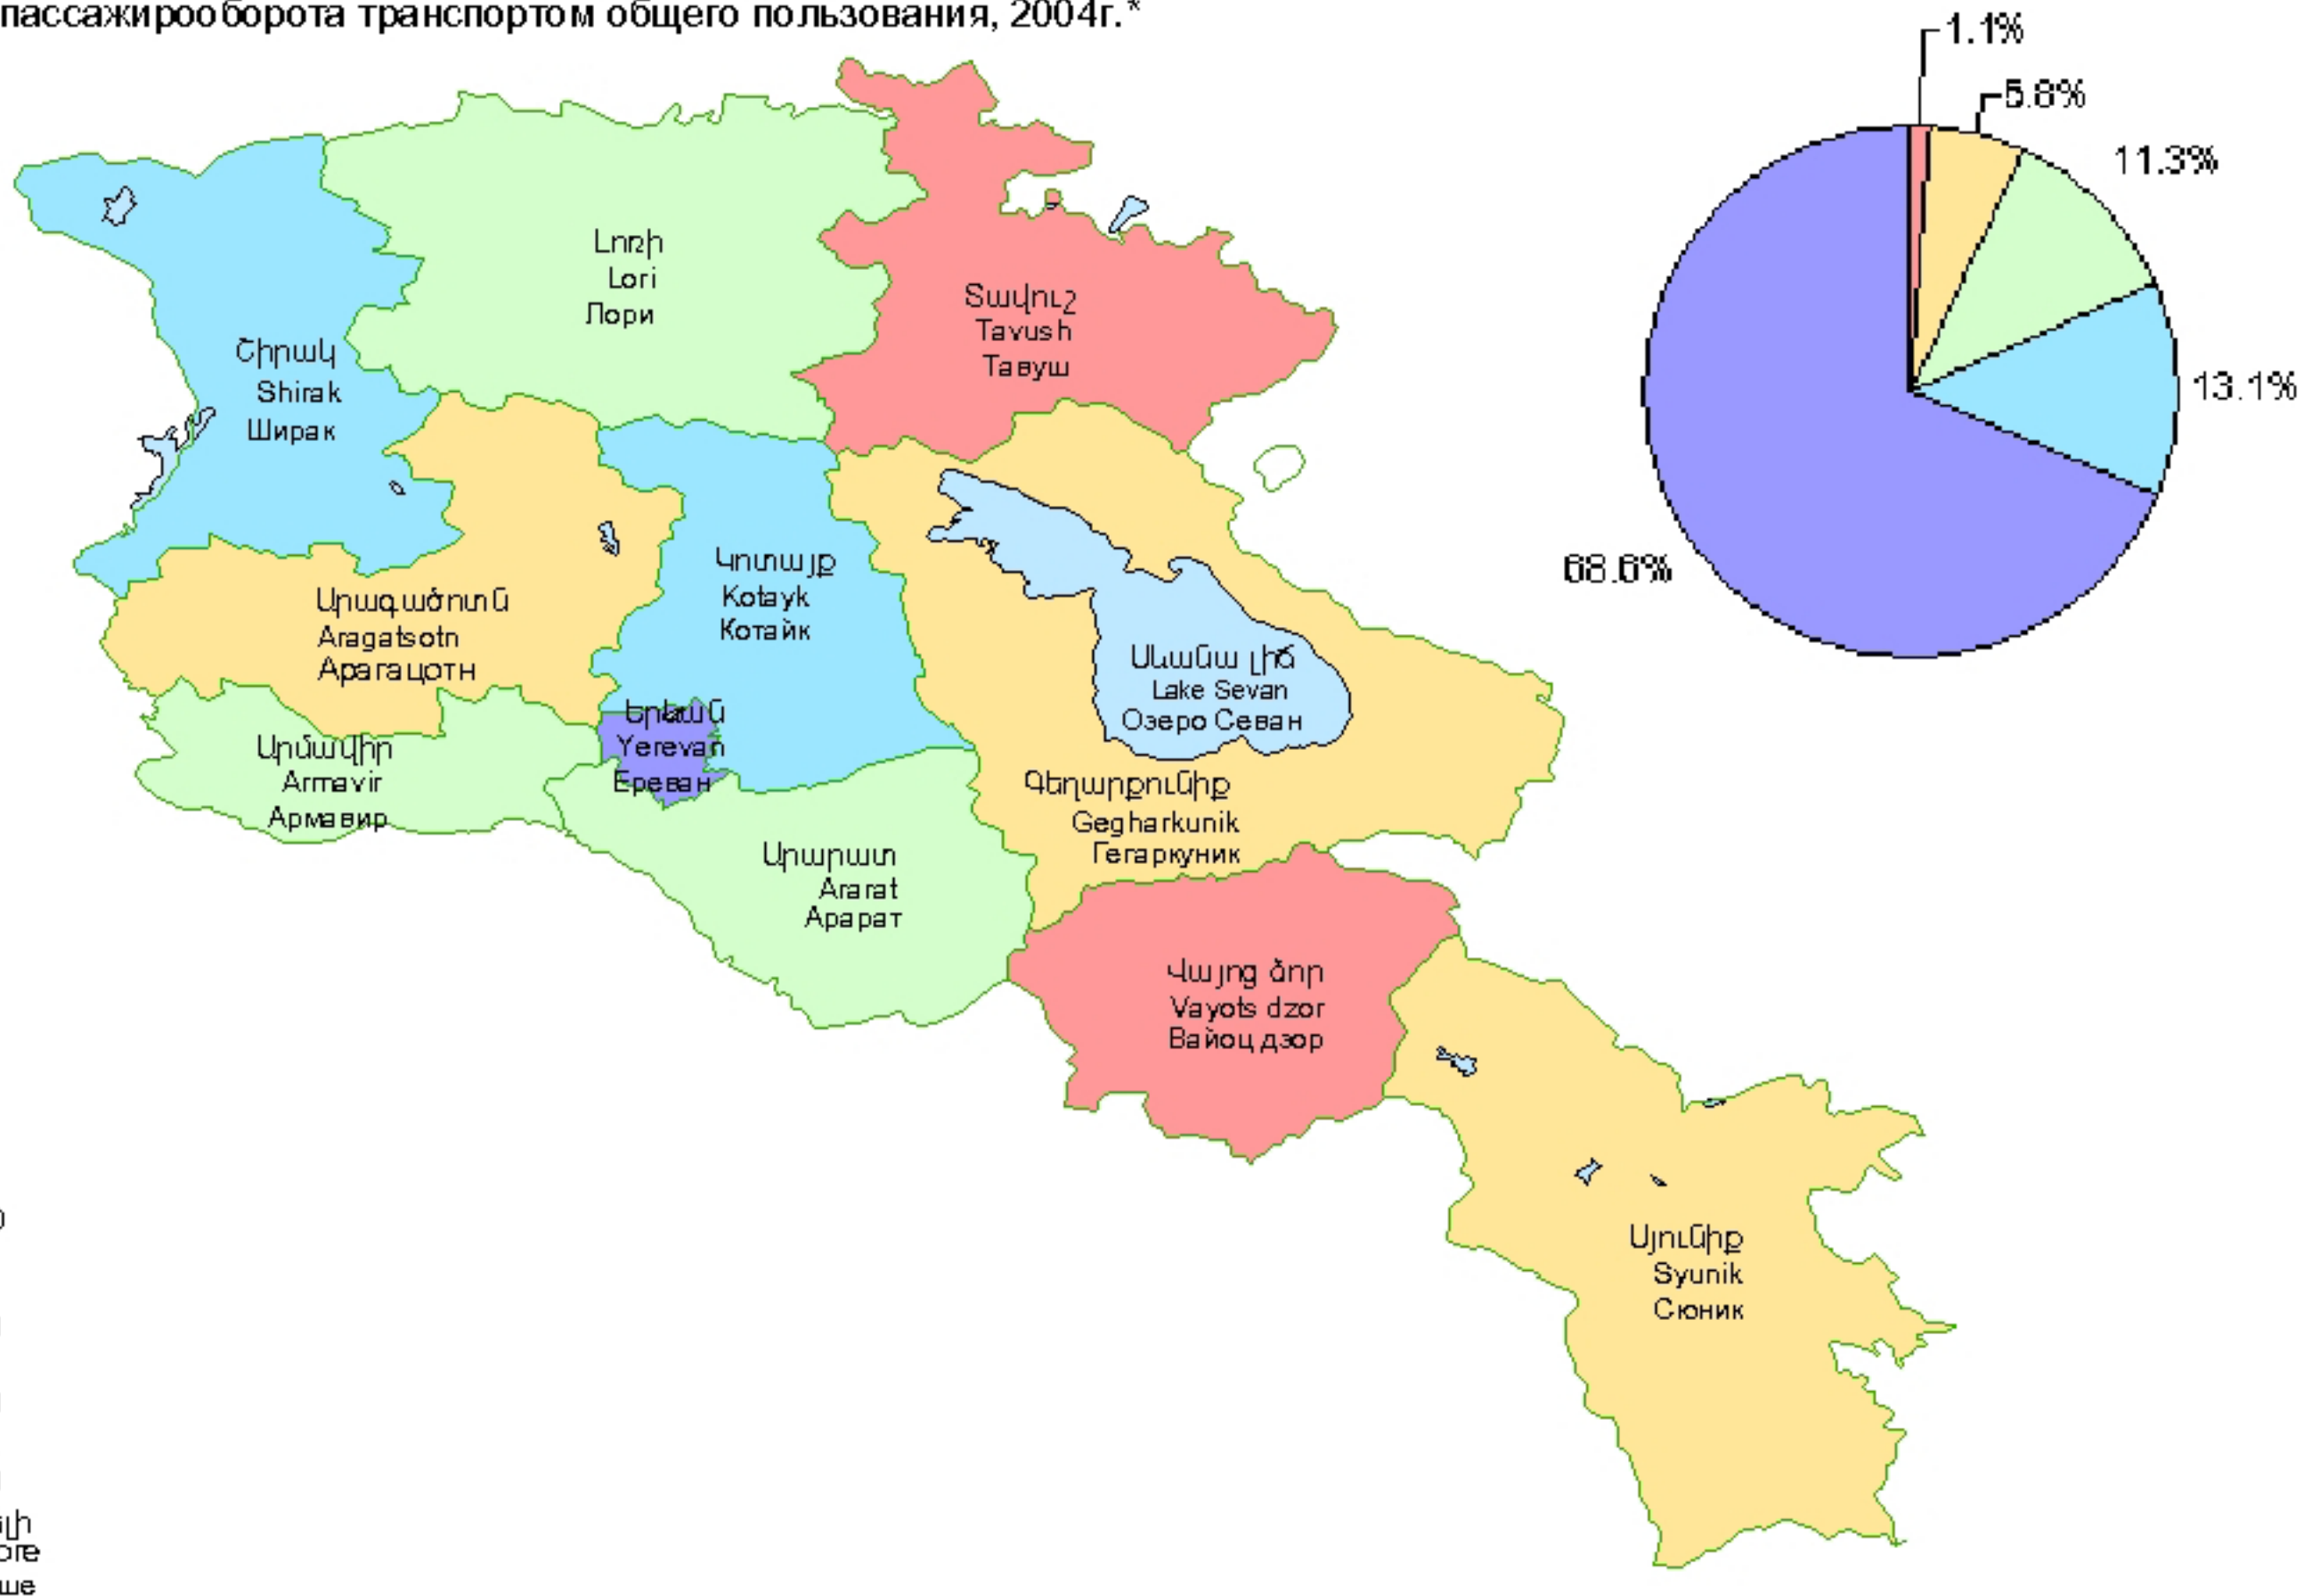 пассажирооборота транспортом общего пользования, 2004г.*
1.1%
5.8%
11.3%
13.1%
68.6%
Լոռի
Lori
Лори
Տավուշ
Tavush
Тавуш
Շիրակ
Shirak
Ширак
Կոտայք
Kotayk
Котайк
Արագածոտն
Aragatsotn
Арагацотн
Սևանա լիճ
Lake Sevan
Озеро Севан
Երևան
Yerevan
Ереван
Արմավիր
Armavir
Армавир
Գեղարքունիք
Gegharkunik
Гегаркуник
Արարատ
Ararat
Арарат
Վայոց ձոր
Vayots dzor
Вайоц дзор
Սյունիք
Syunik
Сюник